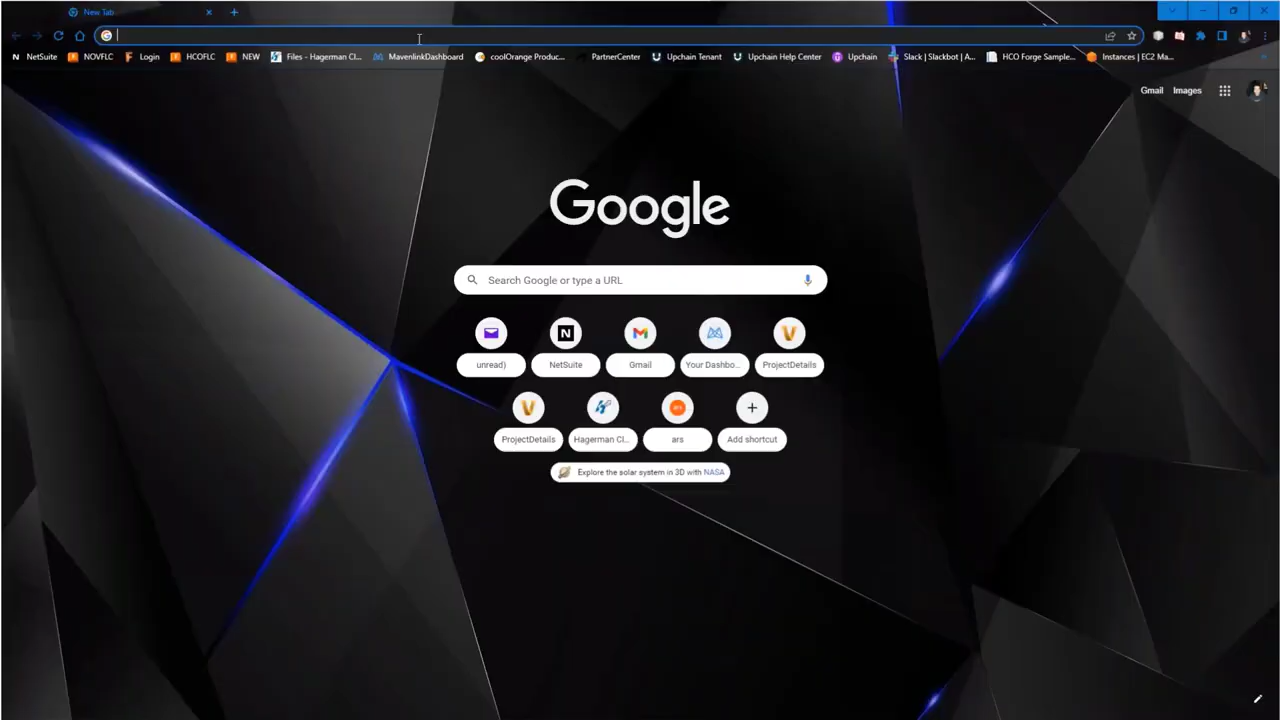 New Tab
NetSuite NOVFLC Login HCOFLC NEW Files - Hagerman Cl... MavenlinkDashboard coolOrange Produc... PartnerCenter Upchain Tenant Upchain Help Center Upchain Slack | Slackbot | A... HCO Forge Sample... Instances | EC2 Ma...
Gmail Images
Google
Search Google or type a URL
unread) NetSuite Gmail Your Dashbo... ProjectDetails
ProjectDetails Hagerman Cl... ars Add shortcut
Explore the solar system in 3D with NASA